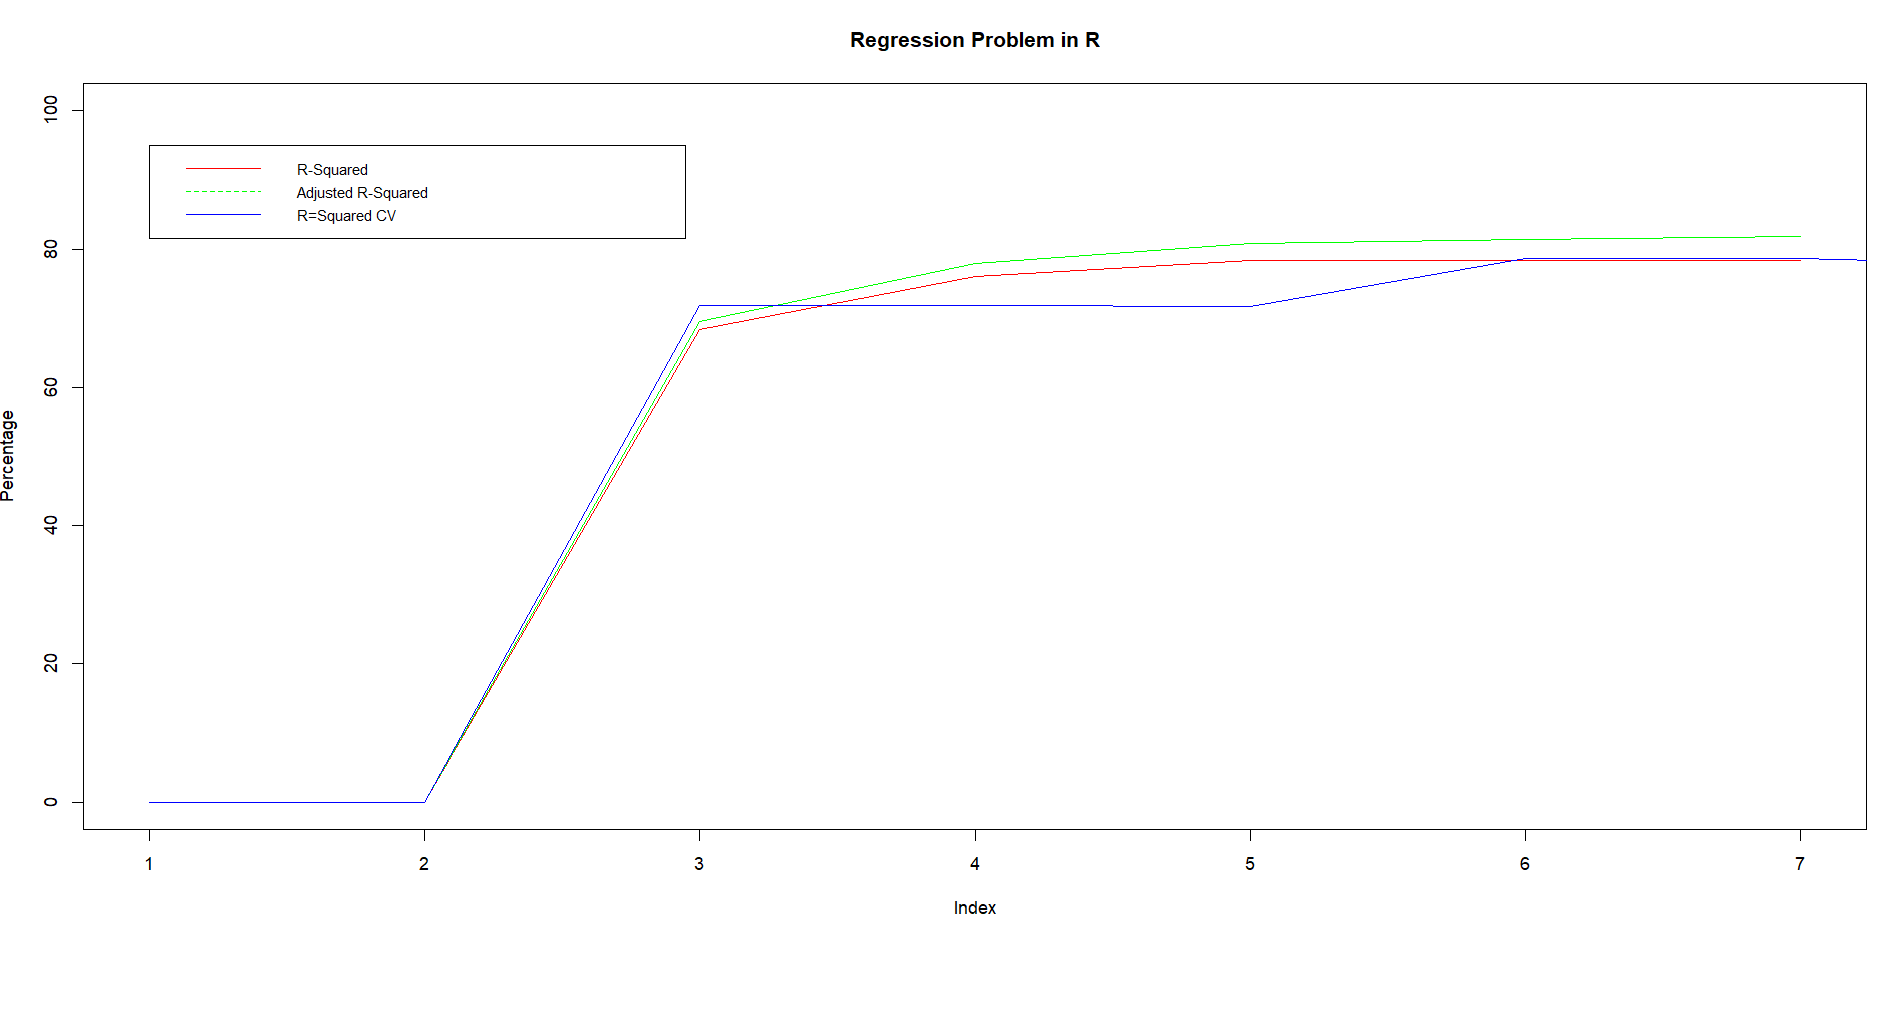 Regression Problem in R
100
80
60
40
20
0
Percentage
R-Squared
Adjusted R-Squared
R=Squared CV
1 2 3 4 5 6 7
Index